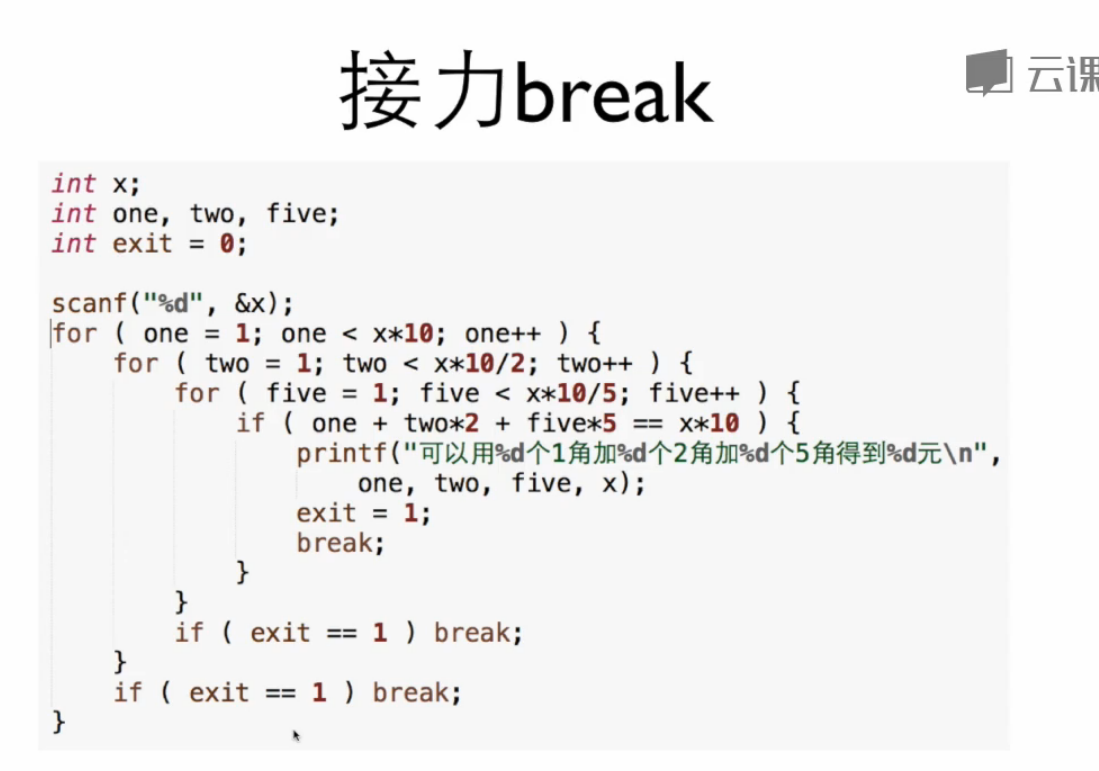 接力break
云课
int x;
int one, two, five;
int exit = 0;
scanf("%d", &x);
for ( one = 1; one < x*10; one++ ) {
    for ( two = 1; two < x*10/2; two++ ) {
        for ( five = 1; five < x*10/5; five++ ) {
            if ( one + two*2 + five*5 == x*10 ) {
                printf("可以用%d个1角加%d个2角加%d个5角得到%d元\n",
                    one, two, five, x);
                exit = 1;
                break;
            }
        }
        if ( exit == 1 ) break;
    }
    if ( exit == 1 ) break;
}